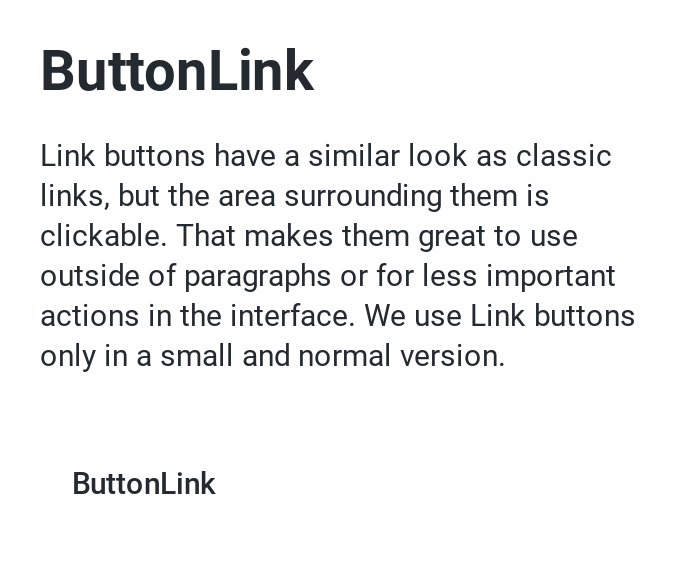 ButtonLink
Link buttons have a similar look as classic
links, but the area surrounding them is
clickable. That makes them great to use
outside of paragraphs or for less important
actions in the interface. We use Link buttons
only in a small and normal version.
ButtonLink